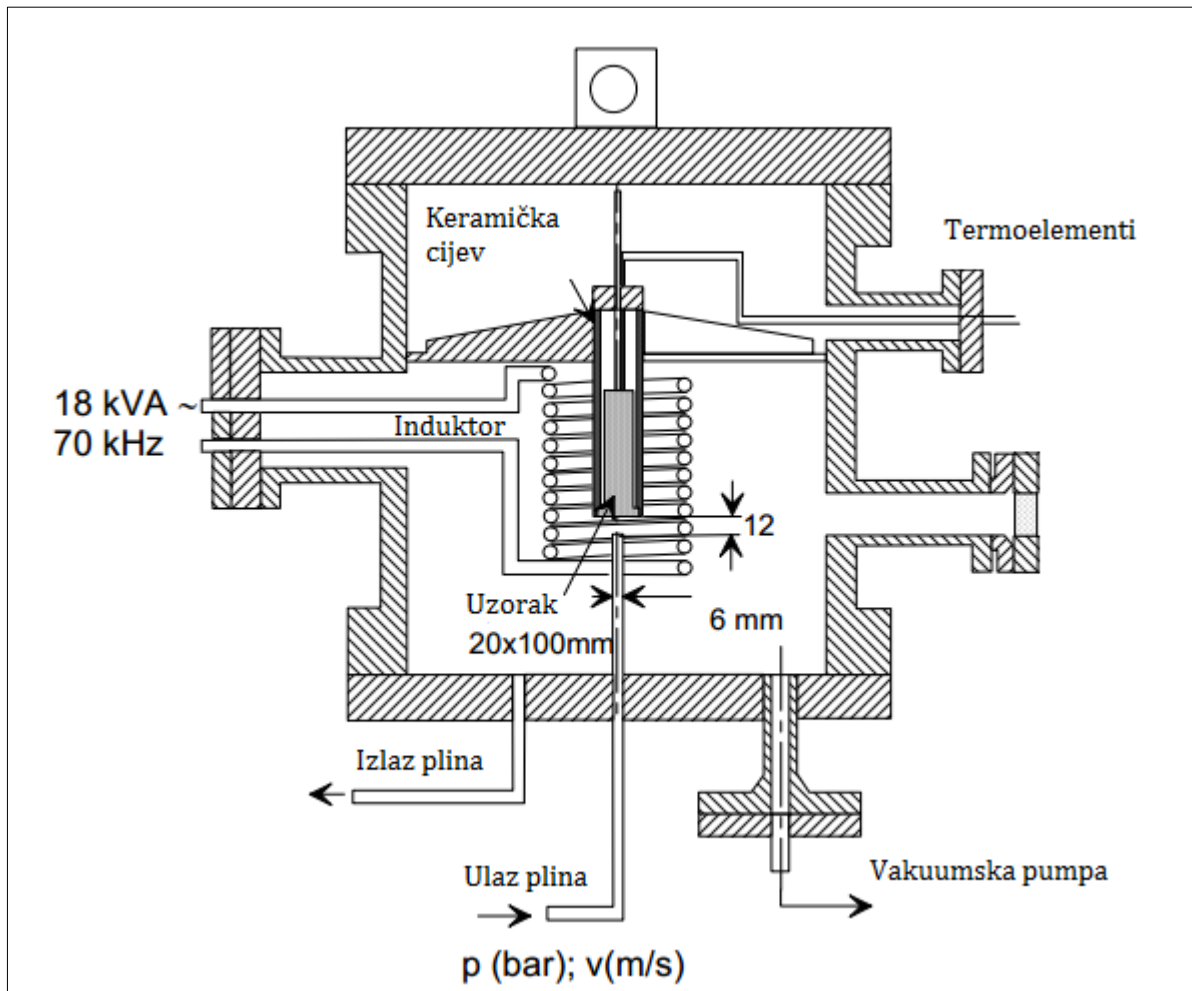 Keramička
cijev
Termoelementi
18 kVA ~
70 kHz
Induktor
12
Uzorak
20x100mm
6 mm
Izlaz plina
Ulaz plina
Vakuumska pumpa
p (bar); v(m/s)